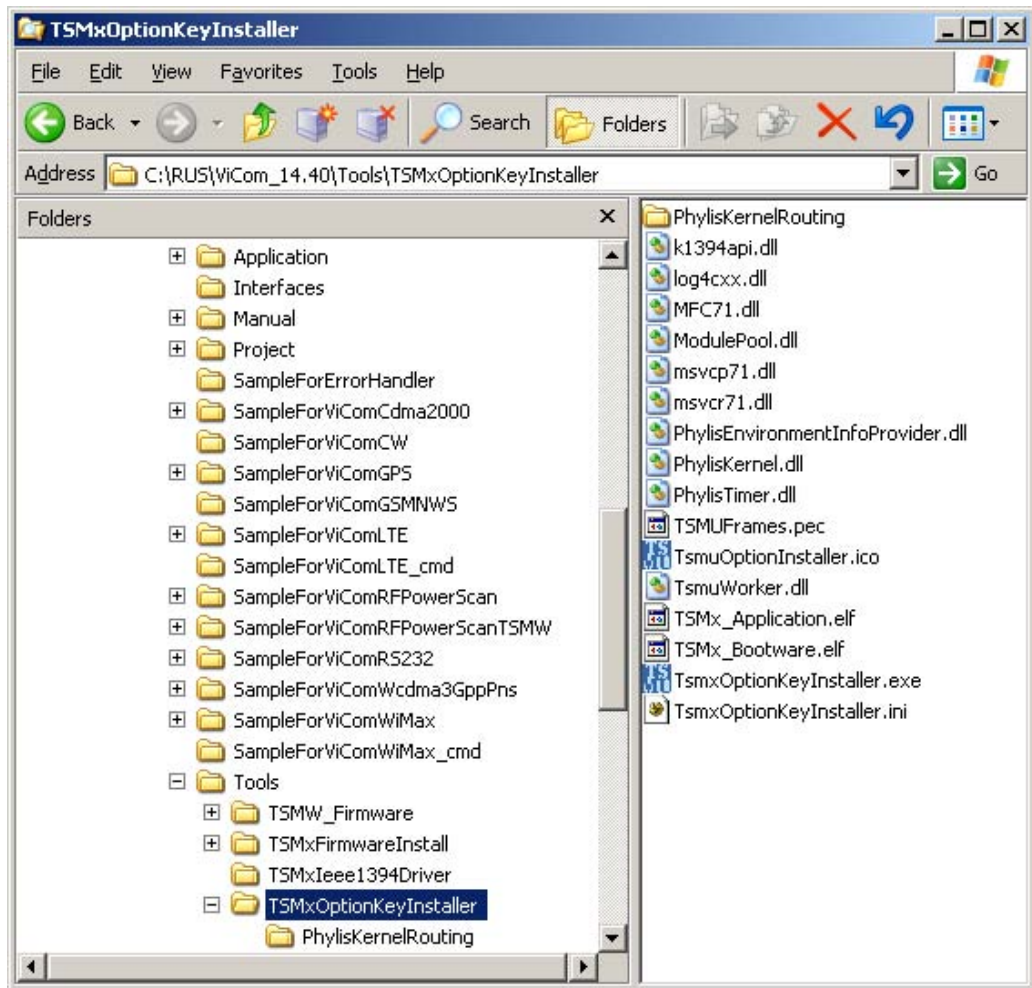 TSMxOptionKeyInstaller
File Edit View Favorites Tools Help
Back Search Folders
Address C:\RUS\ViCom_14.40\Tools\TSMxOptionKeyInstaller Go
Folders
Application
Interfaces
Manual
Project
SampleForErrorHandler
SampleForViComCdma2000
SampleForViComCW
SampleForViComGPS
SampleForViComGSMNWS
SampleForViComLTE
SampleForViComLTE_cmd
SampleForViComRFPowerScan
SampleForViComRFPowerScanTSMW
SampleForViComRS232
SampleForViComWcdma3GppPns
SampleForViComWiMax
SampleForViComWiMax_cmd
Tools
TSMW_Firmware
TSMxFirmwareInstall
TSMxIeee1394Driver
TSMxOptionKeyInstaller
PhylisKernelRouting
PhylisKernelRouting
k1394api.dll
log4cxx.dll
MFC71.dll
ModulePool.dll
msvcp71.dll
msvcr71.dll
PhylisEnvironmentInfoProvider.dll
PhylisKernel.dll
PhylisTimer.dll
TSMUFrames.pec
TsmuOptionInstaller.ico
TsmuWorker.dll
TSMx_Application.elf
TSMx_Bootware.elf
TsmxOptionKeyInstaller.exe
TsmxOptionKeyInstaller.ini